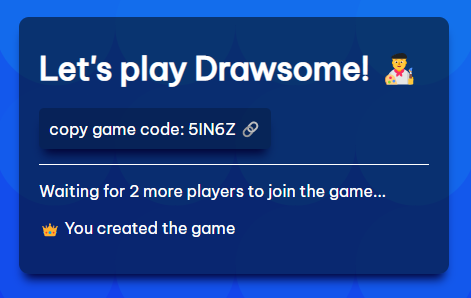 Let's play Drawsome!
copy game code: 5IN6Z
Waiting for 2 more players to join the game...
You created the game